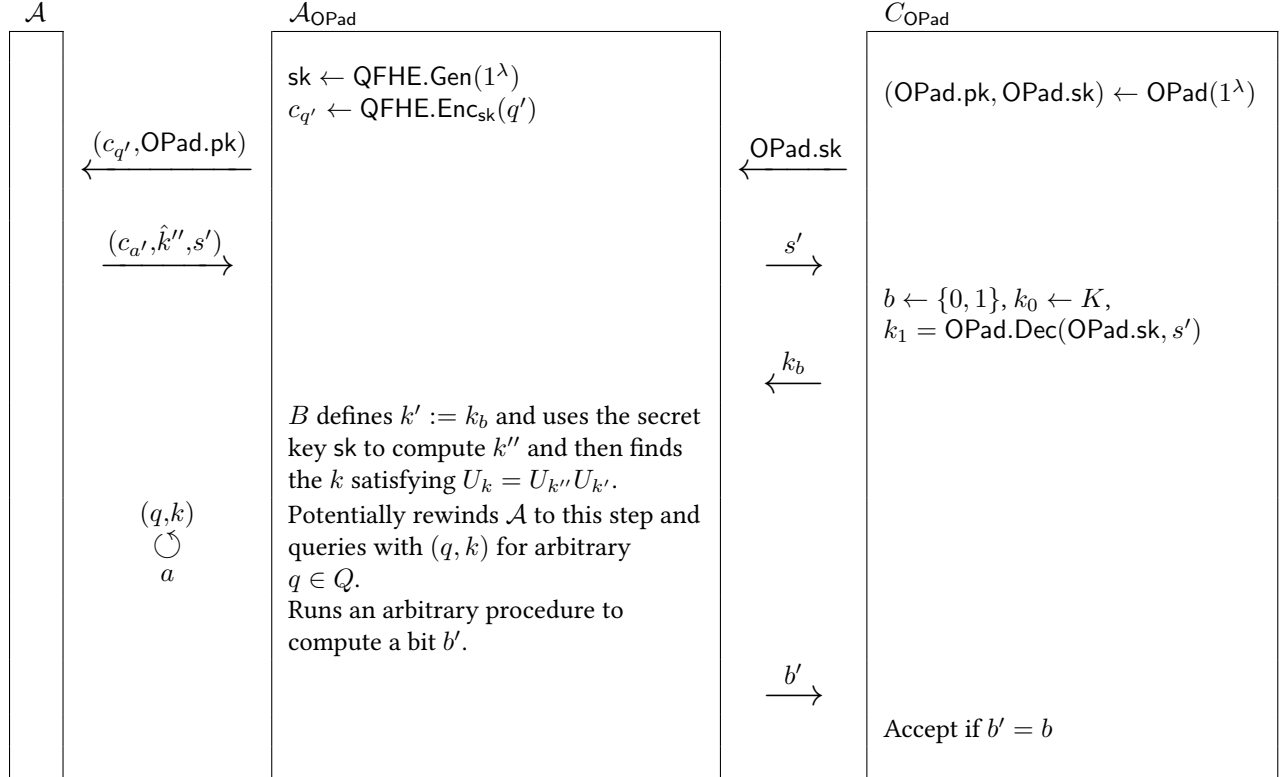 𝒜
𝒜_OPad
C_OPad
sk ← QFHE.Gen(1^λ)
c_{q′} ← QFHE.Enc_sk(q′)
(OPad.pk, OPad.sk) ← OPad(1^λ)
(c_{q′},OPad.pk)
OPad.sk
(c_{a′},k̂″,s′)
s′
b ← {0, 1}, k_0 ← K,
k_1 = OPad.Dec(OPad.sk, s′)
k_b
B defines k′ := k_b and uses the secret
key sk to compute k″ and then finds
the k satisfying U_k = U_{k″}U_{k′}.
(q,k)
a
Potentially rewinds 𝒜 to this step and
queries with (q, k) for arbitrary
q ∈ Q.
Runs an arbitrary procedure to
compute a bit b′.
b′
Accept if b′ = b